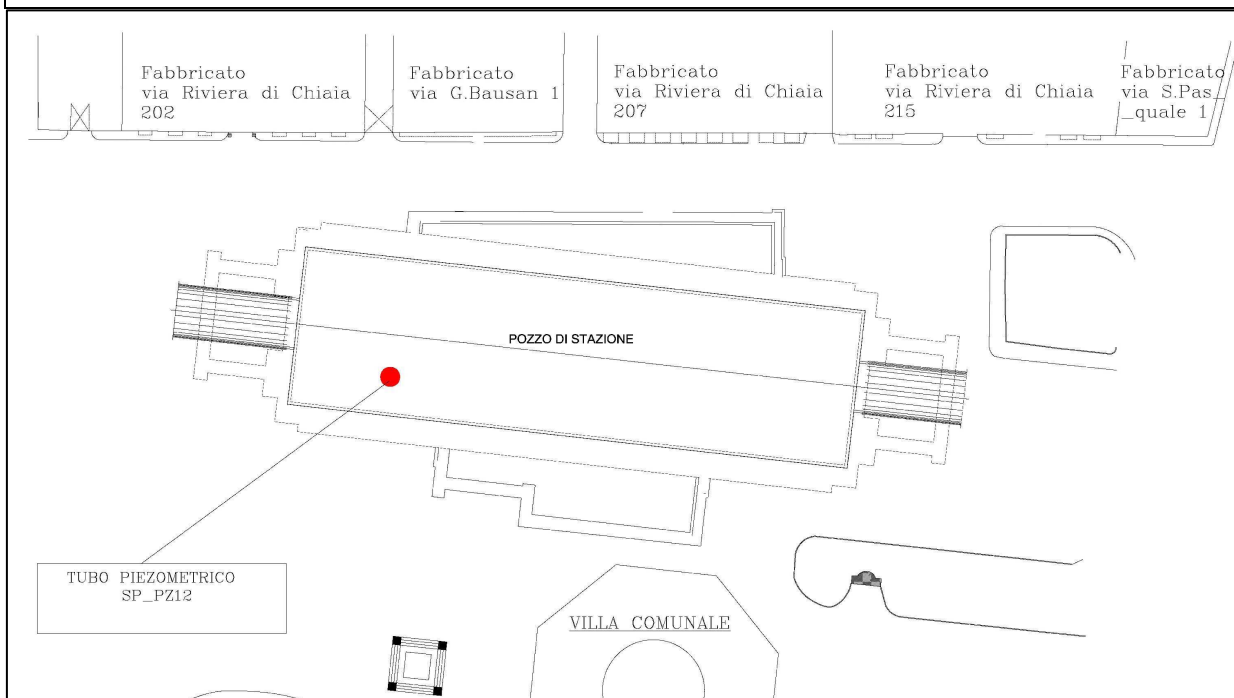 Fabbricato
via Riviera di Chiaia
202
Fabbricato
via G.Bausan 1
Fabbricato
via Riviera di Chiaia
207
Fabbricato
via Riviera di Chiaia
215
Fabbricato
via S.Pas
_quale 1
POZZO DI STAZIONE
TUBO PIEZOMETRICO
SP_PZ12
VILLA COMUNALE